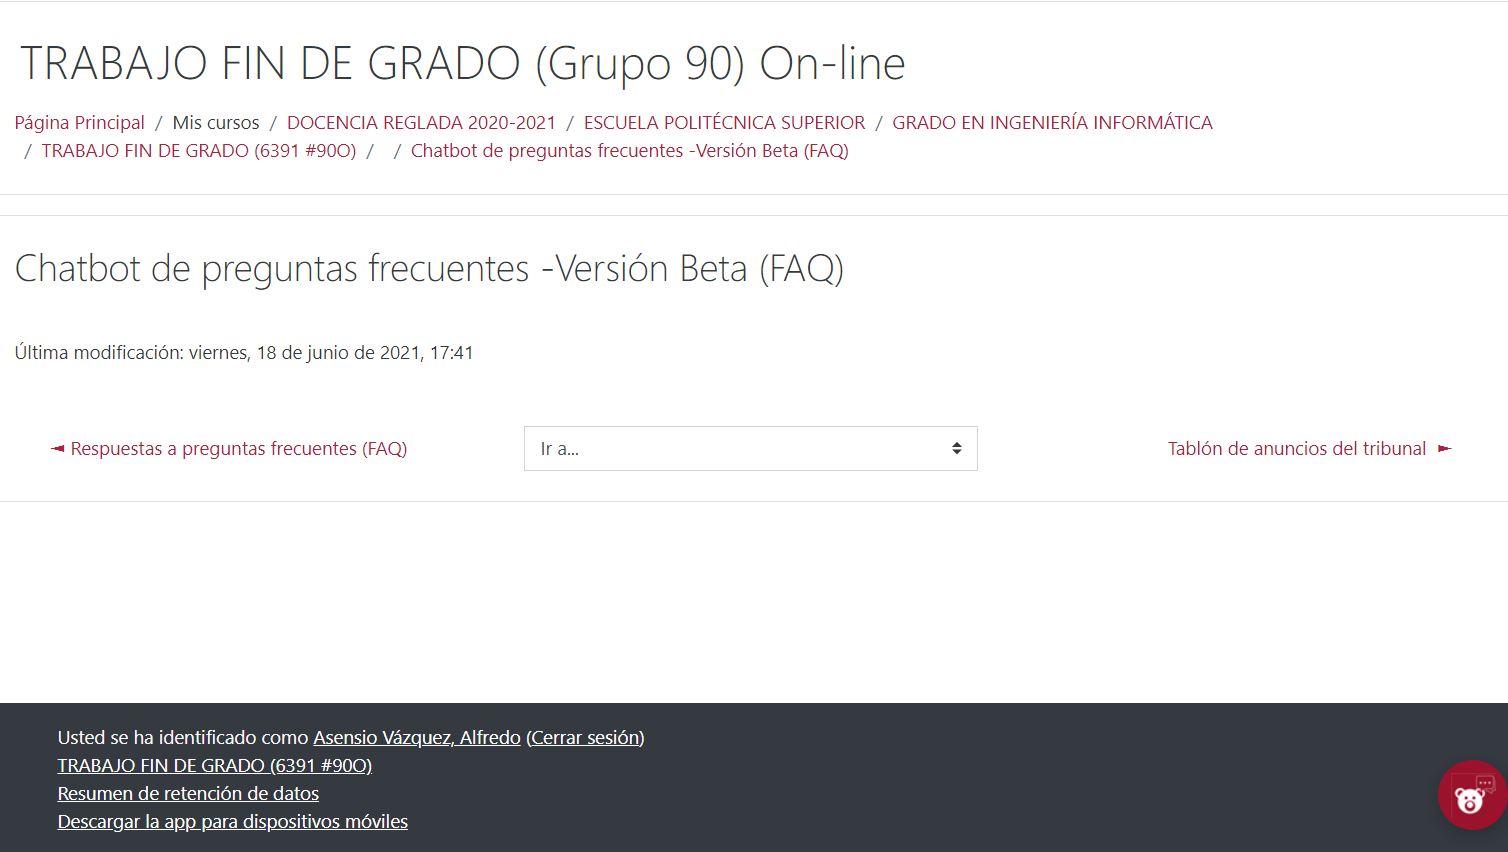 TRABAJO FIN DE GRADO (Grupo 90) On-line
Página Principal / Mis cursos / DOCENCIA REGLADA 2020-2021 / ESCUELA POLITÉCNICA SUPERIOR / GRADO EN INGENIERÍA INFORMÁTICA
/ TRABAJO FIN DE GRADO (6391 #90O) / / Chatbot de preguntas frecuentes -Versión Beta (FAQ)
Chatbot de preguntas frecuentes -Versión Beta (FAQ)
Última modificación: viernes, 18 de junio de 2021, 17:41
◄ Respuestas a preguntas frecuentes (FAQ)
Ir a...
Tablón de anuncios del tribunal ►
Usted se ha identificado como Asensio Vázquez, Alfredo (Cerrar sesión)
TRABAJO FIN DE GRADO (6391 #90O)
Resumen de retención de datos
Descargar la app para dispositivos móviles